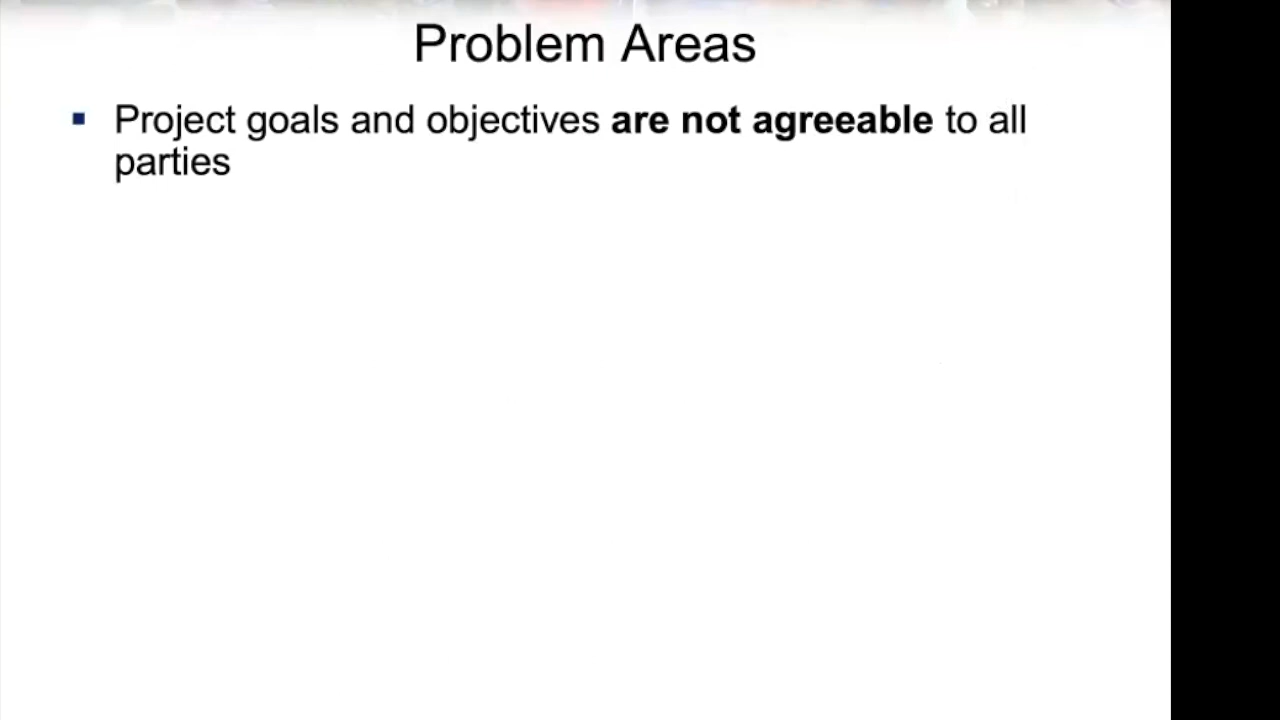 Problem Areas
▪ Project goals and objectives are not agreeable to all
parties